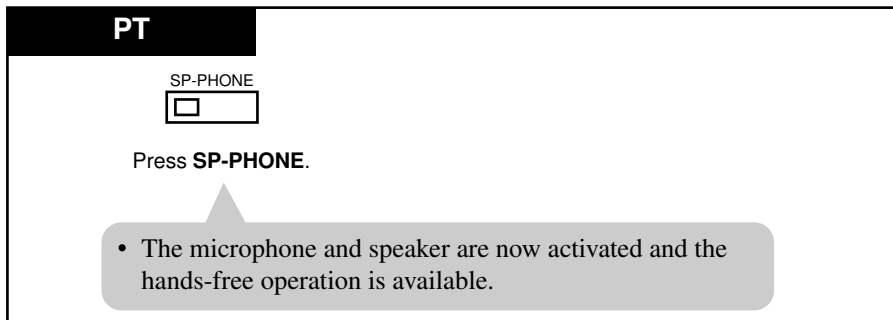 PT
SP-PHONE
Press SP-PHONE.
• The microphone and speaker are now activated and the
hands-free operation is available.